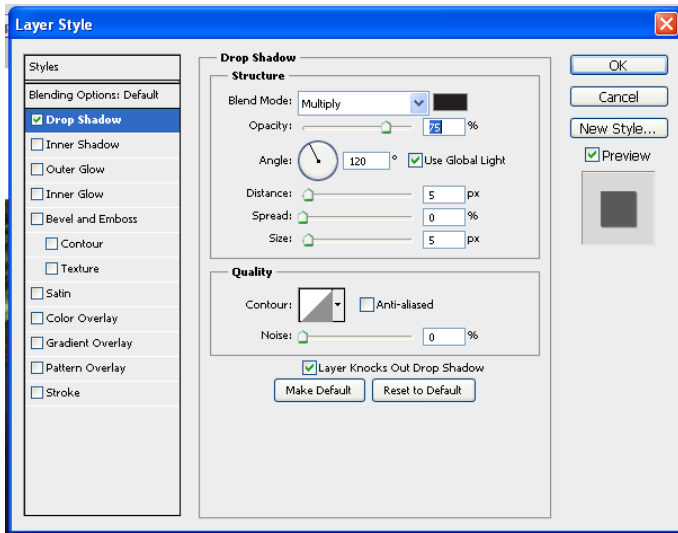 Layer Style
Styles
Blending Options: Default
Drop Shadow
Inner Shadow
Outer Glow
Inner Glow
Bevel and Emboss
Contour
Texture
Satin
Color Overlay
Gradient Overlay
Pattern Overlay
Stroke
Drop Shadow
Structure
Blend Mode: Multiply
Opacity: 75 %
Angle: 120 ° Use Global Light
Distance: 5 px
Spread: 0 %
Size: 5 px
Quality
Contour: Anti-aliased
Noise: 0 %
Layer Knocks Out Drop Shadow
Make Default Reset to Default
OK
Cancel
New Style...
Preview